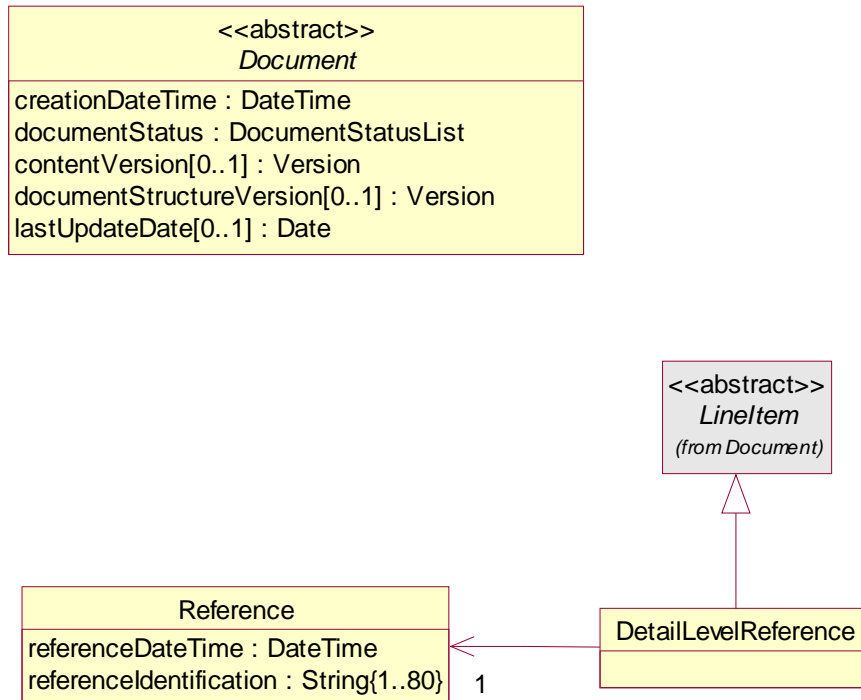 <<abstract>>
Document
creationDateTime : DateTime
documentStatus : DocumentStatusList
contentVersion[0..1] : Version
documentStructureVersion[0..1] : Version
lastUpdateDate[0..1] : Date
<<abstract>>
LineItem
(from Document)
Reference
referenceDateTime : DateTime
referenceIdentification : String{1..80}
1
DetailLevelReference